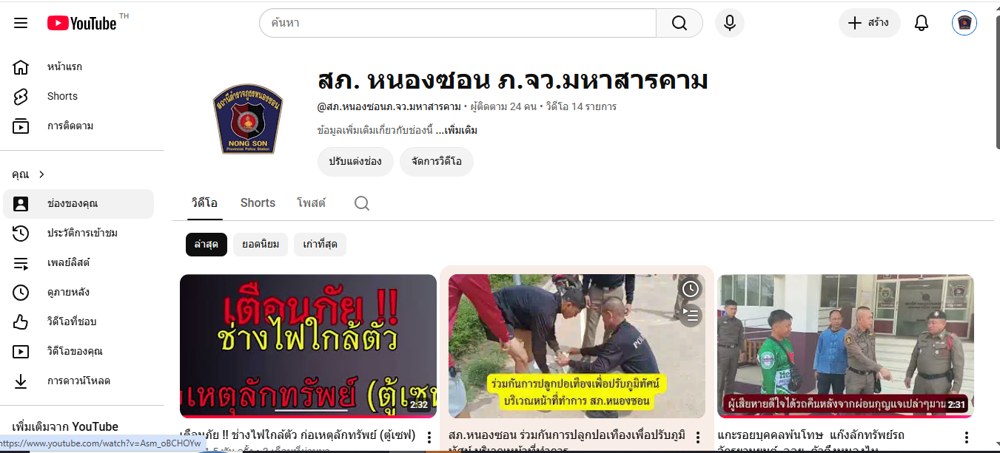 YouTube TH
ค้นหา
สร้าง
หน้าแรก
Shorts
การติดตาม
คุณ
ช่องของคุณ
ประวัติการเข้าชม
เพลย์ลิสต์
ดูภายหลัง
วิดีโอที่ชอบ
วิดีโอของคุณ
การดาวน์โหลด
เพิ่มเติมจาก YouTube
https://www.youtube.com/watch?v=Asm_oBCHOYw
สถานีตำรวจภูธรหนองซอน
NONG SON
Provincial Police Station
สภ. หนองซ่อน ภ.จว.มหาสารคาม
@สภ.หนองซอนภ.จว.มหาสารคาม • ผู้ติดตาม 24 คน • วิดีโอ 14 รายการ
ข้อมูลเพิ่มเติมเกี่ยวกับช่องนี้ ...เพิ่มเติม
ปรับแต่งช่อง
จัดการวิดีโอ
วิดีโอ
Shorts
โพสต์
ล่าสุด
ยอดนิยม
เก่าที่สุด
เตือนภัย !!
ช่างไฟใกล้ตัว
เหตุลักทรัพย์ (ตู้เซฟ
2:32
เตือนภัย !! ช่างไฟใกล้ตัว ก่อเหตุลักทรัพย์ (ตู้เซฟ)
ร่วมกันการปลูกปอเทืองเพื่อปรับภูมิทัศน์
บริเวณหน้าที่ทำการ สภ.หนองซอน
สภ.หนองซอน ร่วมกันการปลูกปอเทืองเพื่อปรับภูมิ
ทัศน์ บริเวณหน้าที่ทำการ
ผู้เสียหายดีใจได้รถคืนหลังจากผ่อนกุญแจเปล่าๆมาน
2:31
แกะรอยบุคคลพ้นโทษ แก๊งลักทรัพย์รถ